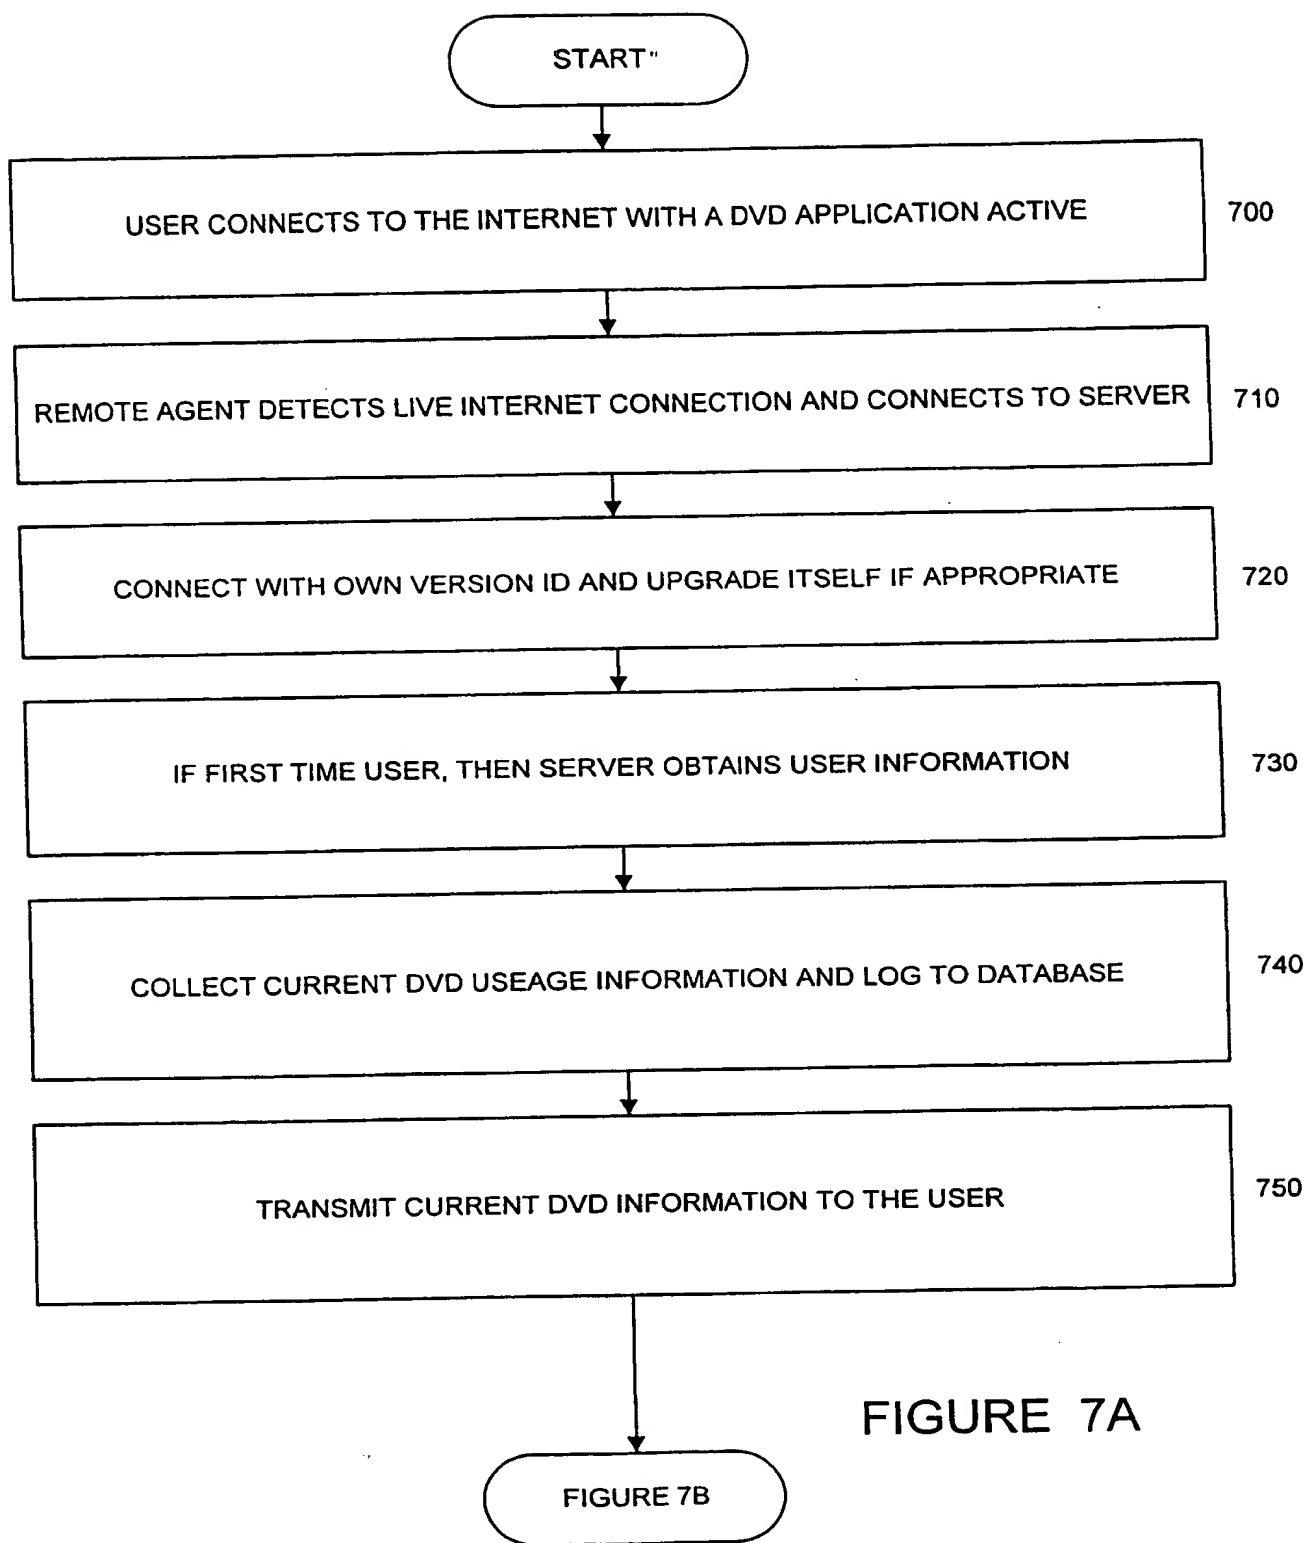 START"
USER CONNECTS TO THE INTERNET WITH A DVD APPLICATION ACTIVE
700
REMOTE AGENT DETECTS LIVE INTERNET CONNECTION AND CONNECTS TO SERVER
710
CONNECT WITH OWN VERSION ID AND UPGRADE ITSELF IF APPROPRIATE
720
IF FIRST TIME USER, THEN SERVER OBTAINS USER INFORMATION
730
COLLECT CURRENT DVD USEAGE INFORMATION AND LOG TO DATABASE
740
TRANSMIT CURRENT DVD INFORMATION TO THE USER
750
FIGURE 7A
FIGURE 7B